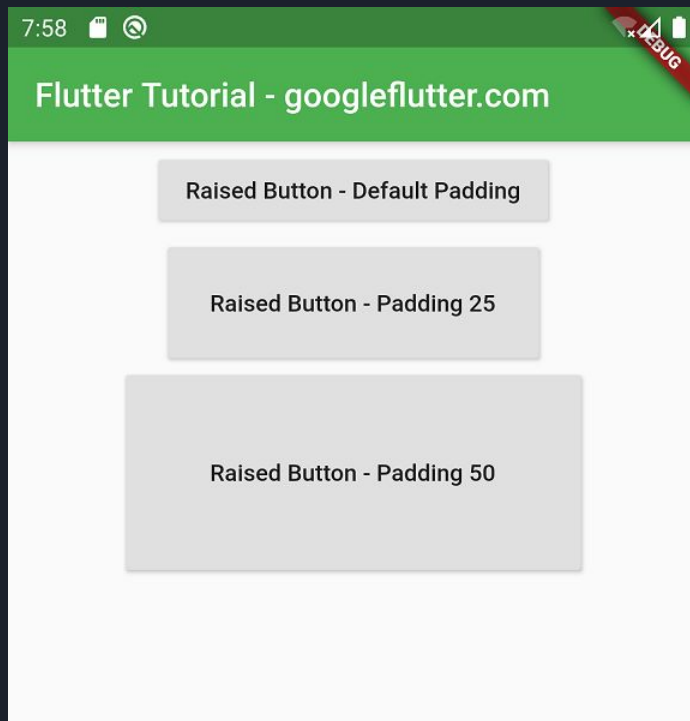 7:58
DEBUG
Flutter Tutorial - googleflutter.com
Raised Button - Default Padding
Raised Button - Padding 25
Raised Button - Padding 50